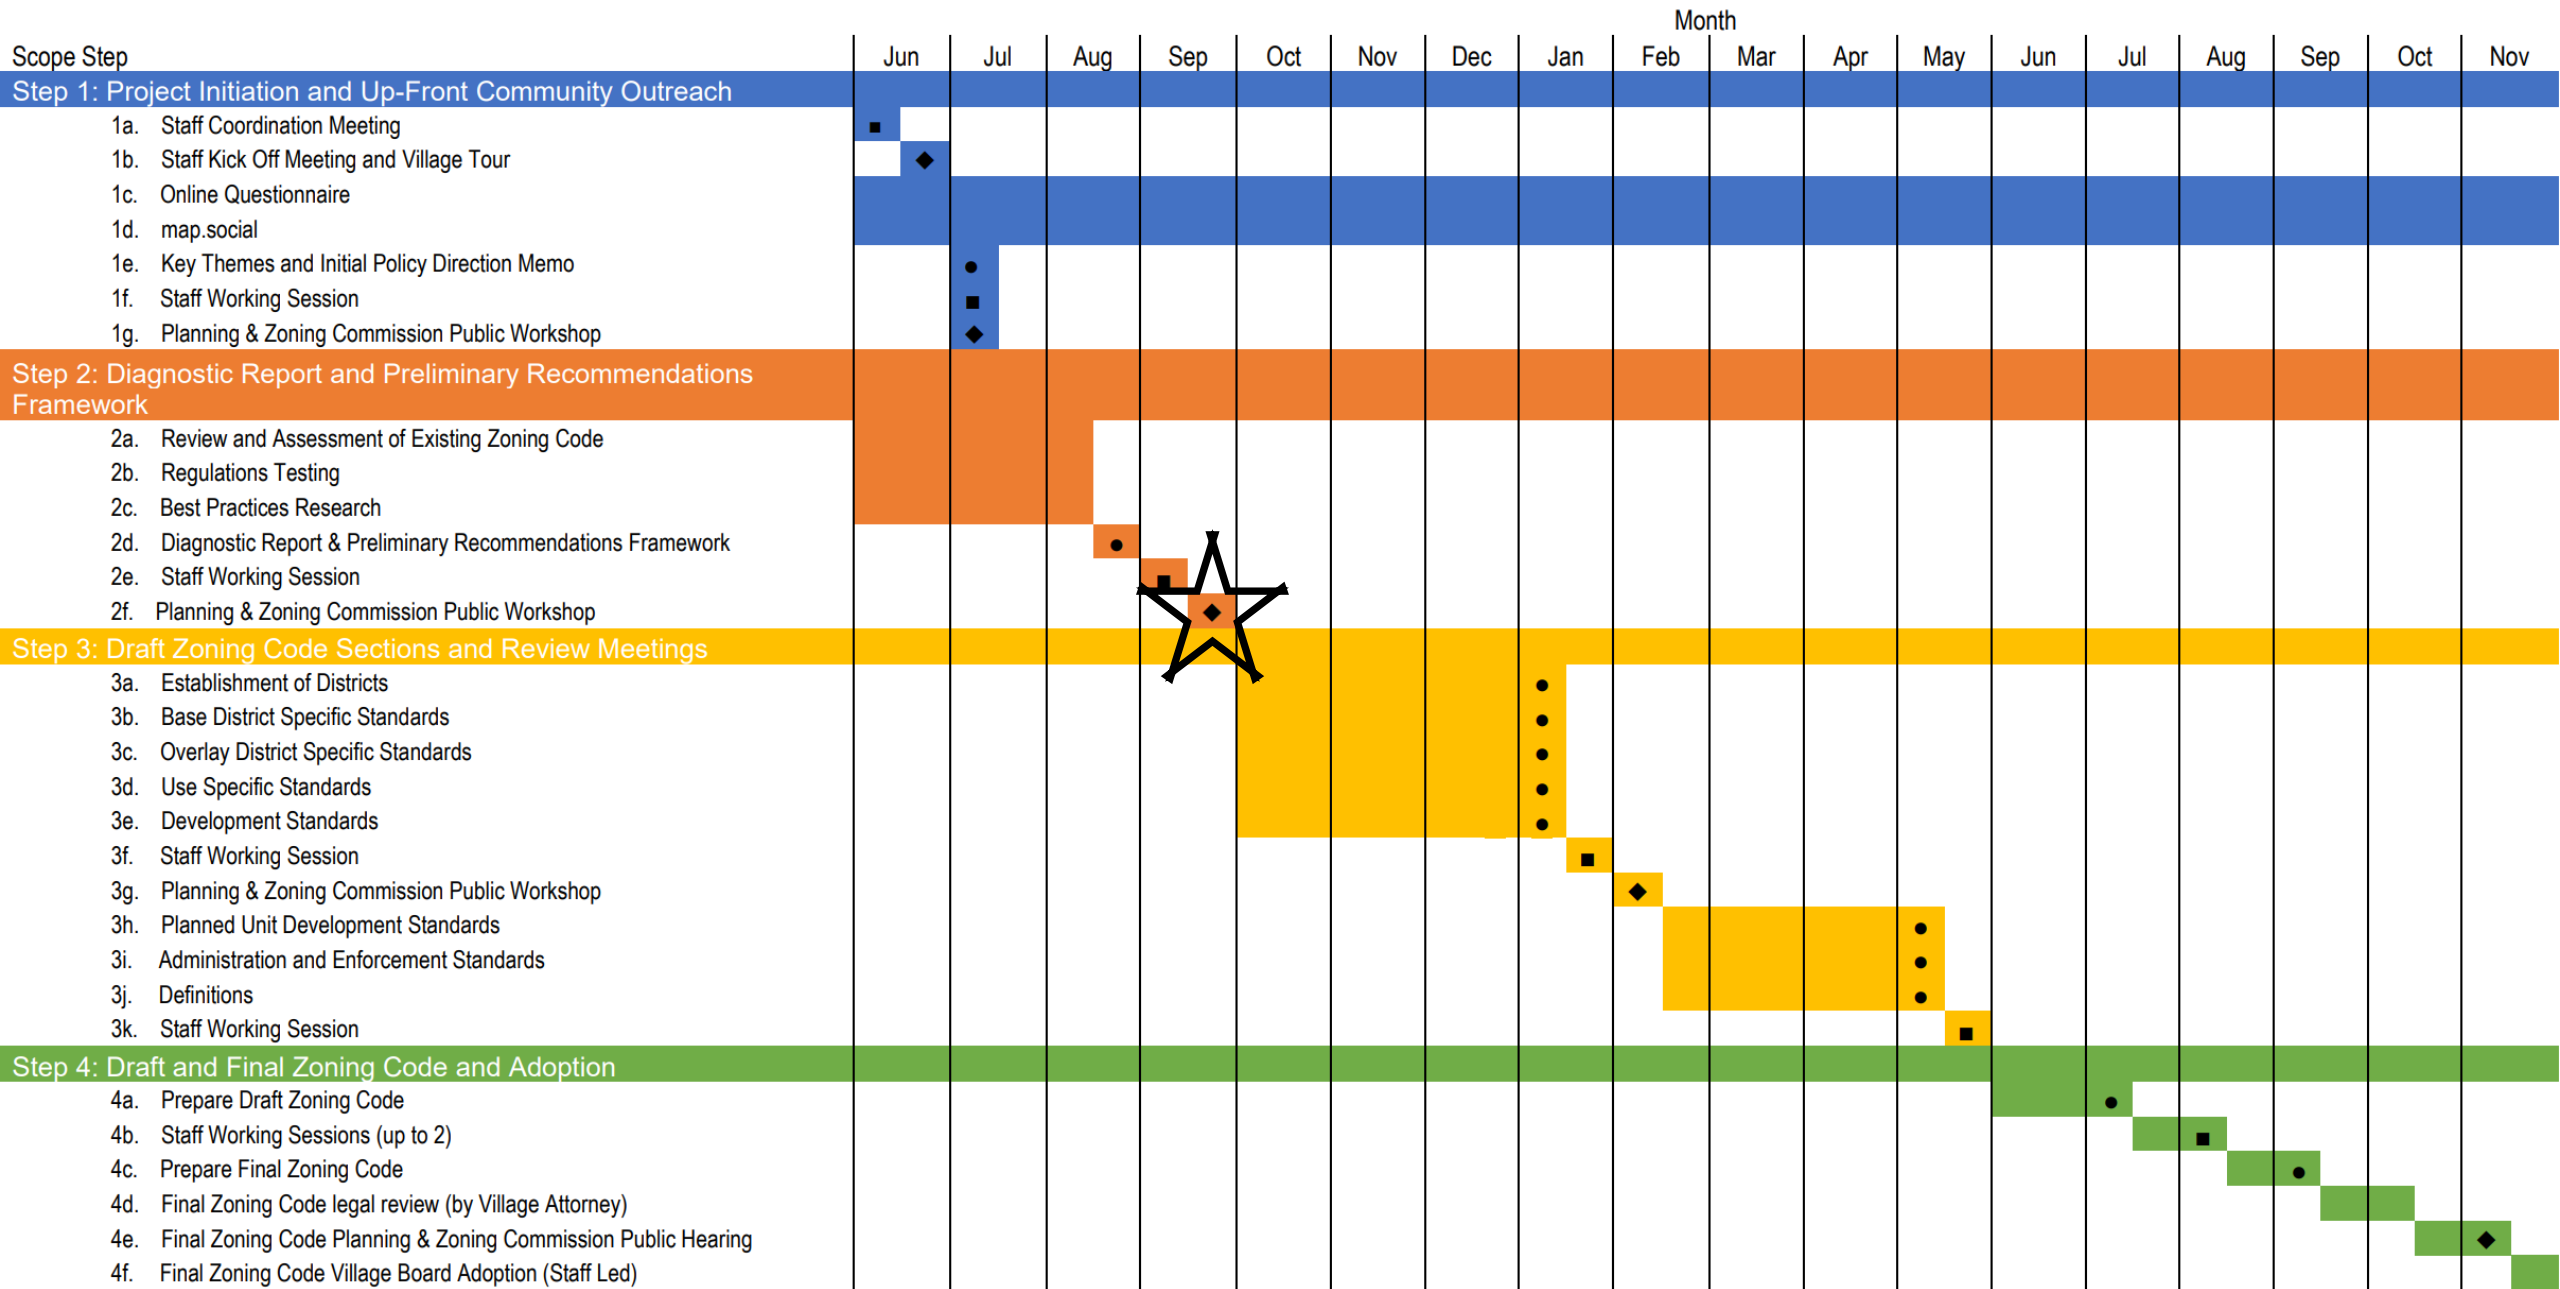 Month
Scope Step Jun Jul Aug Sep Oct Nov Dec Jan Feb Mar Apr May Jun Jul Aug Sep Oct Nov
Step 1: Project Initiation and Up-Front Community Outreach
1a. Staff Coordination Meeting
1b. Staff Kick Off Meeting and Village Tour
1c. Online Questionnaire
1d. map.social
1e. Key Themes and Initial Policy Direction Memo
1f. Staff Working Session
1g. Planning & Zoning Commission Public Workshop
Step 2: Diagnostic Report and Preliminary Recommendations
Framework
2a. Review and Assessment of Existing Zoning Code
2b. Regulations Testing
2c. Best Practices Research
2d. Diagnostic Report & Preliminary Recommendations Framework
2e. Staff Working Session
2f. Planning & Zoning Commission Public Workshop
Step 3: Draft Zoning Code Sections and Review Meetings
3a. Establishment of Districts
3b. Base District Specific Standards
3c. Overlay District Specific Standards
3d. Use Specific Standards
3e. Development Standards
3f. Staff Working Session
3g. Planning & Zoning Commission Public Workshop
3h. Planned Unit Development Standards
3i. Administration and Enforcement Standards
3j. Definitions
3k. Staff Working Session
Step 4: Draft and Final Zoning Code and Adoption
4a. Prepare Draft Zoning Code
4b. Staff Working Sessions (up to 2)
4c. Prepare Final Zoning Code
4d. Final Zoning Code legal review (by Village Attorney)
4e. Final Zoning Code Planning & Zoning Commission Public Hearing
4f. Final Zoning Code Village Board Adoption (Staff Led)